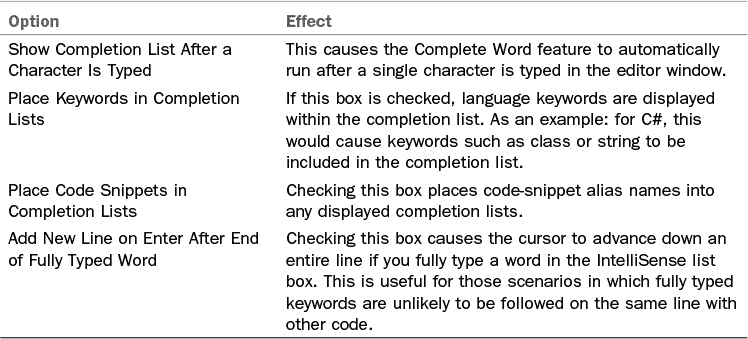 Option Effect
Show Completion List After a This causes the Complete Word feature to automatically
Character Is Typed run after a single character is typed in the editor window.
Place Keywords in Completion If this box is checked, language keywords are displayed
Lists within the completion list. As an example: for C#, this
would cause keywords such as class or string to be
included in the completion list.
Place Code Snippets in Checking this box places code-snippet alias names into
Completion Lists any displayed completion lists.
Add New Line on Enter After End Checking this box causes the cursor to advance down an
of Fully Typed Word entire line if you fully type a word in the IntelliSense list
box. This is useful for those scenarios in which fully typed
keywords are unlikely to be followed on the same line with
other code.